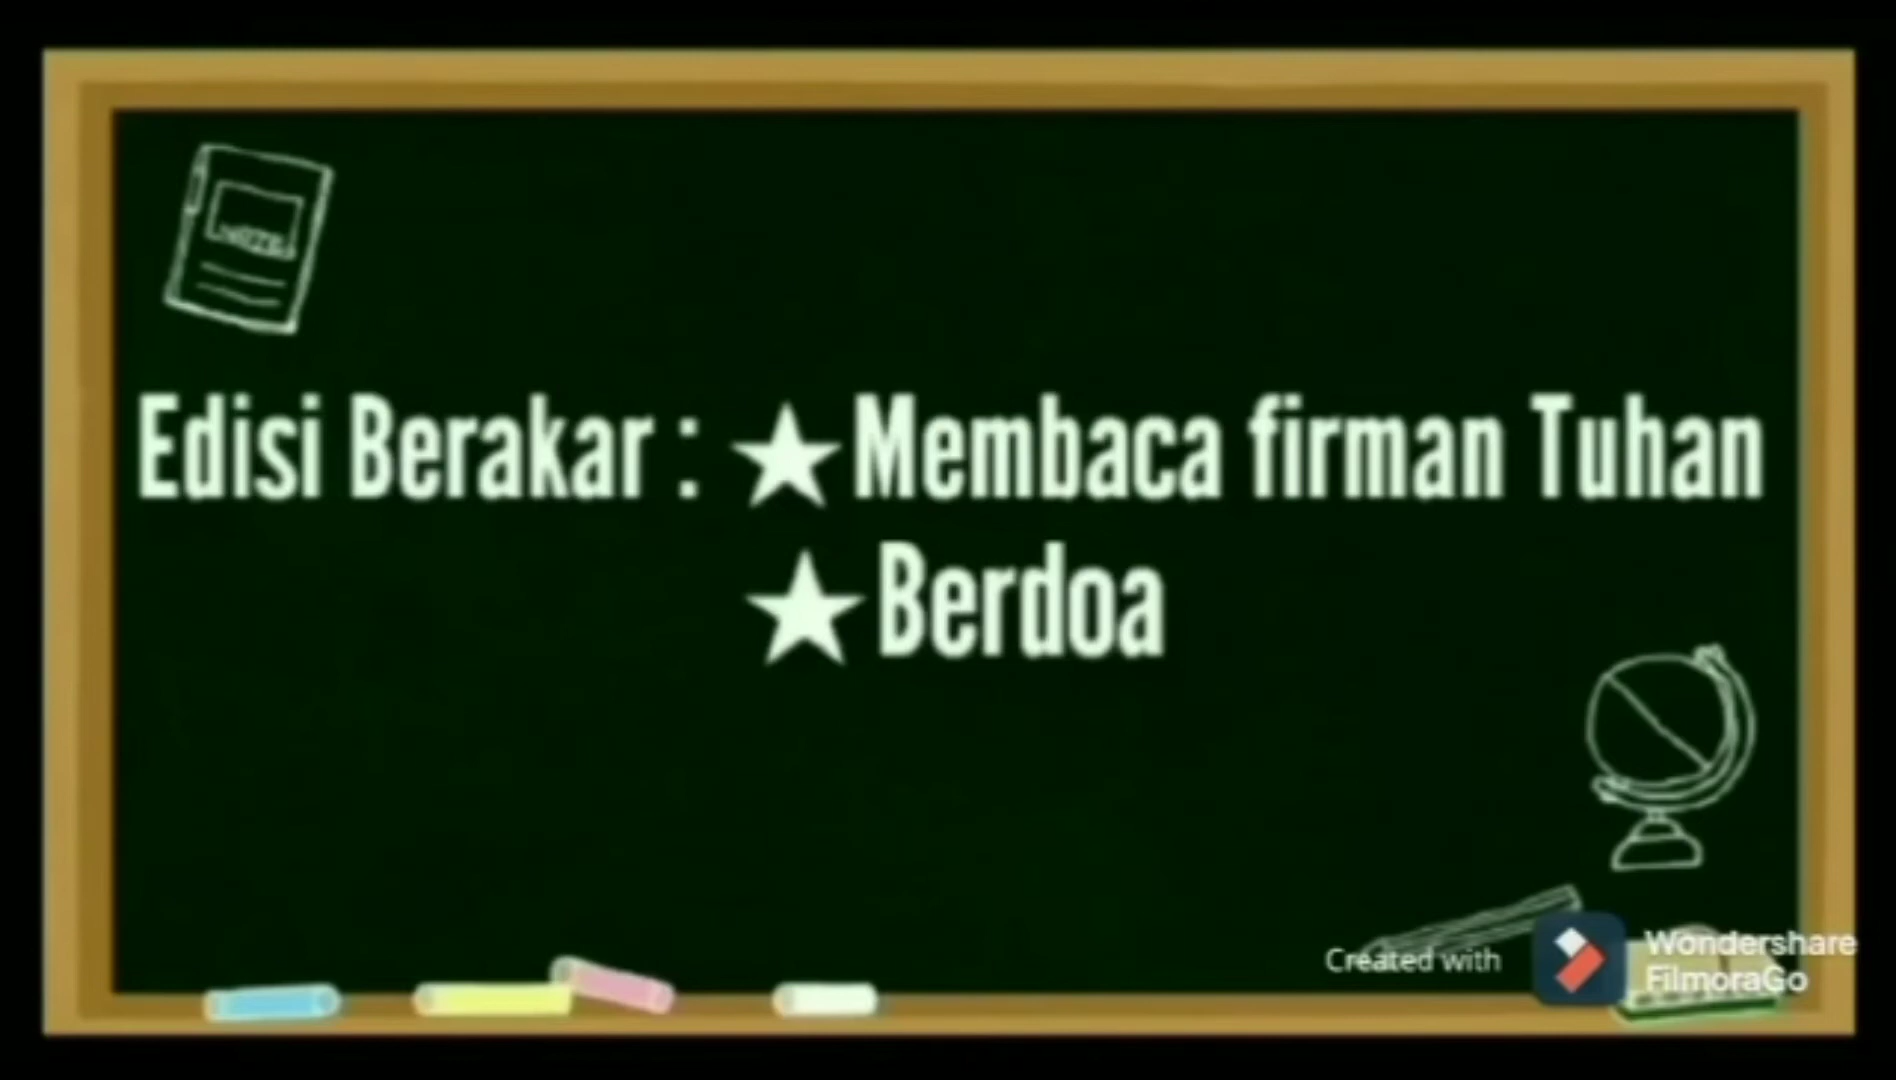 Edisi Berakar : ★Membaca firman Tuhan
★Berdoa
Created with
Wondershare
FilmoraGo